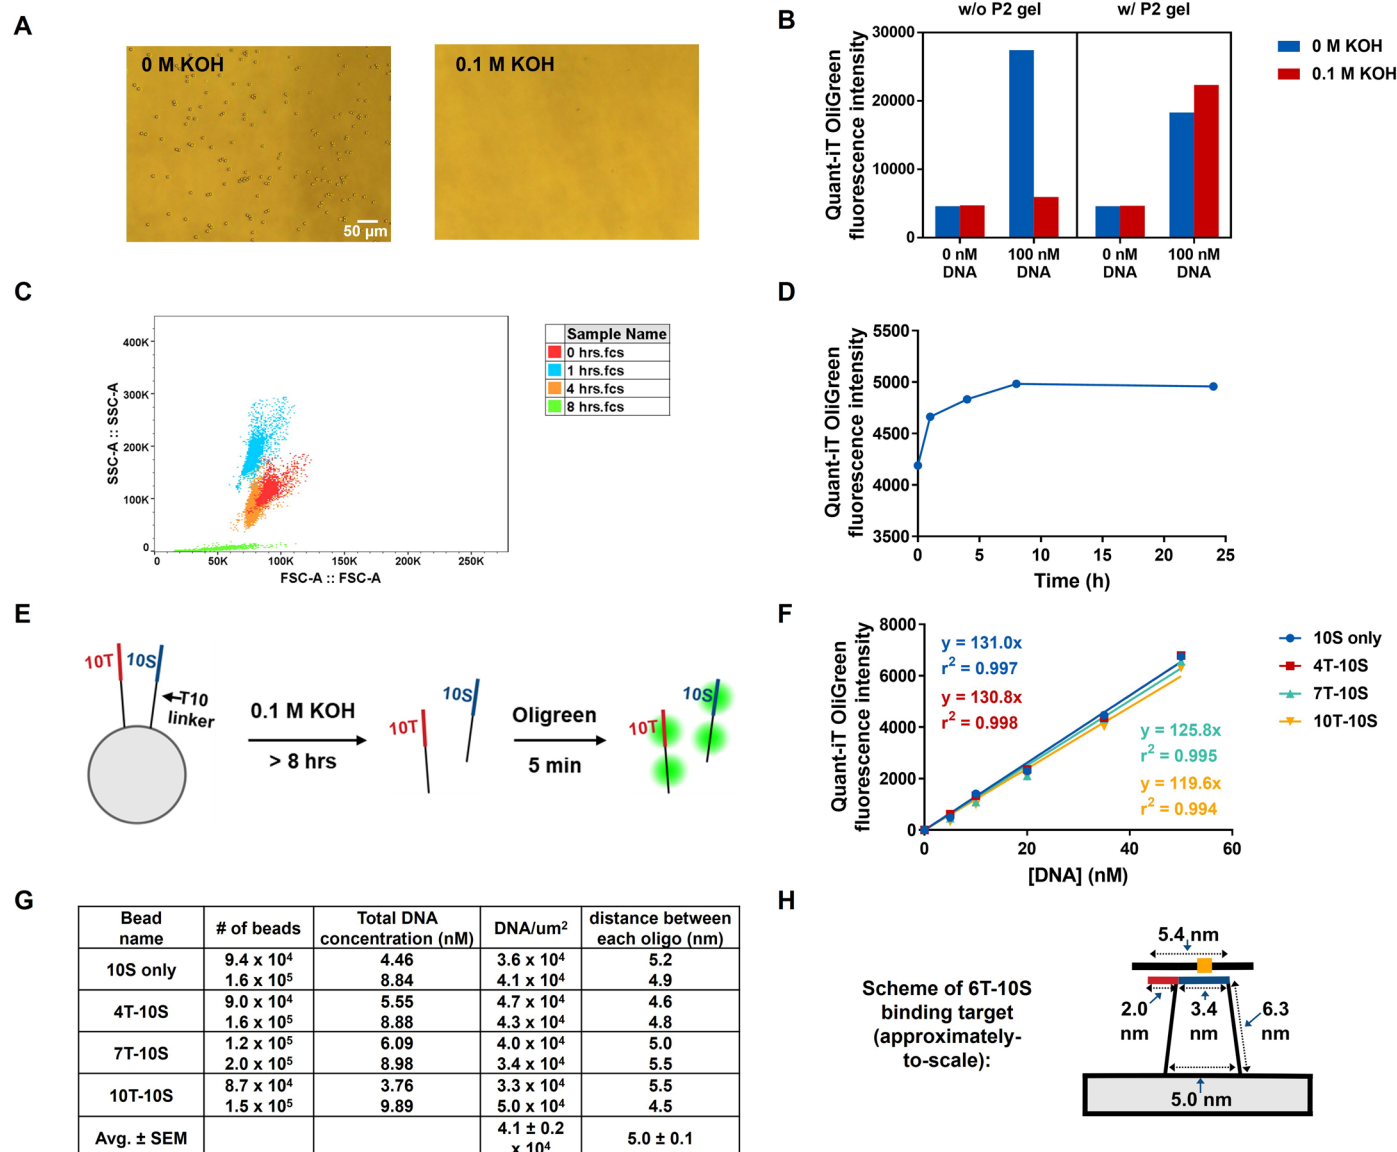 A
0 M KOH
50 µm
0.1 M KOH
B
w/o P2 gel
w/ P2 gel
Quant-iT OliGreen
fluorescence intensity
30000
20000
10000
0
0 nM
DNA
100 nM
DNA
0 nM
DNA
100 nM
DNA
0 M KOH
0.1 M KOH
C
SSC-A :: SSC-A
400K
300K
200K
100K
0
0
50K
100K
150K
200K
250K
FSC-A :: FSC-A
Sample Name
0 hrs.fcs
1 hrs.fcs
4 hrs.fcs
8 hrs.fcs
D
Quant-iT OliGreen
fluorescence intensity
5500
5000
4500
4000
3500
0
5
10
15
20
25
Time (h)
E
10T
10S
T10
linker
0.1 M KOH
> 8 hrs
10T
10S
Oligreen
5 min
10T
10S
F
Quant-iT OliGreen
fluorescence intensity
8000
6000
4000
2000
0
0
20
40
60
[DNA] (nM)
y = 131.0x
r² = 0.997
y = 130.8x
r² = 0.998
y = 125.8x
r² = 0.995
y = 119.6x
r² = 0.994
10S only
4T-10S
7T-10S
10T-10S
G
Bead name # of beads Total DNA concentration (nM) DNA/um² distance between each oligo (nm)
10S only 9.4 x 10⁴ 4.46 3.6 x 10⁴ 5.2
1.6 x 10⁵ 8.84 4.1 x 10⁴ 4.9
4T-10S 9.0 x 10⁴ 5.55 4.7 x 10⁴ 4.6
1.6 x 10⁵ 8.88 4.3 x 10⁴ 4.8
7T-10S 1.2 x 10⁵ 6.09 4.0 x 10⁴ 5.0
2.0 x 10⁵ 8.98 3.4 x 10⁴ 5.5
10T-10S 8.7 x 10⁴ 3.76 3.3 x 10⁴ 5.5
1.5 x 10⁵ 9.89 5.0 x 10⁴ 4.5
Avg. ± SEM 4.1 ± 0.2 x 10⁴ 5.0 ± 0.1
H
Scheme of 6T-10S
binding target
(approximately-
to-scale):
5.4 nm
2.0
nm
3.4
nm
6.3
nm
5.0 nm